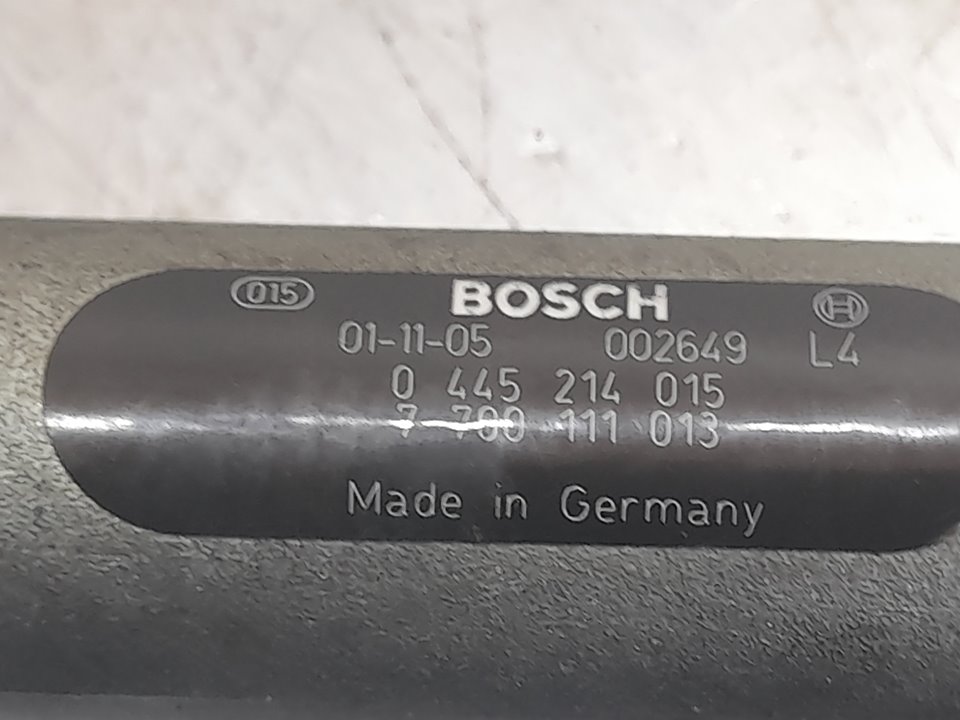 015 BOSCH H
01-11-05 002649 L4
0 445 214 015
7 700 111 013
Made in Germany